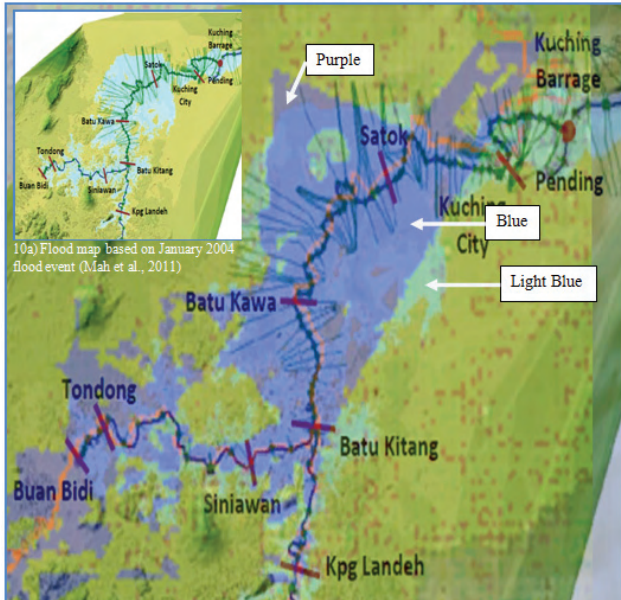 Kuching
Barrage
Satok
Kuching
City
Pending
Batu Kawa
Tondong
Buan Bidi
Batu Kitang
Siniawan
Kpg Landeh
10a) Flood map based on January 2004
flood event (Mah et al., 2011)
Purple
Kuching
Barrage
Satok
Pending
Blue
Kuching
City
Light Blue
Batu Kawa
Tondong
Batu Kitang
Buan Bidi
Siniawan
Kpg Landeh